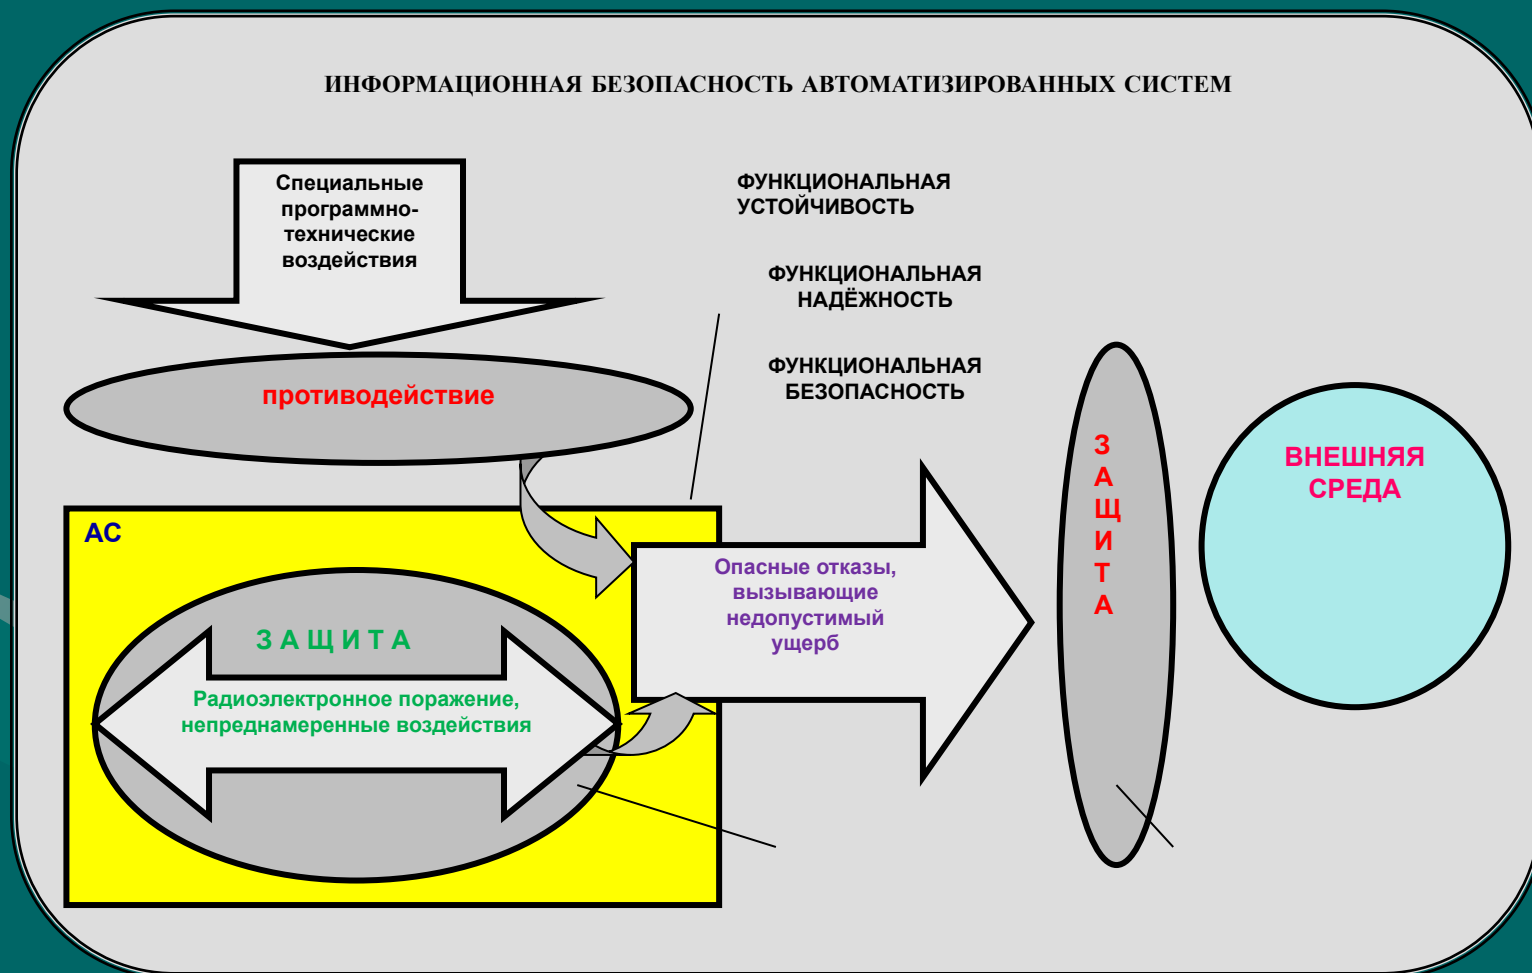 ИНФОРМАЦИОННАЯ БЕЗОПАСНОСТЬ АВТОМАТИЗИРОВАННЫХ СИСТЕМ
Специальные
программно-
технические
воздействия
ФУНКЦИОНАЛЬНАЯ
УСТОЙЧИВОСТЬ
ФУНКЦИОНАЛЬНАЯ
НАДЁЖНОСТЬ
ФУНКЦИОНАЛЬНАЯ
БЕЗОПАСНОСТЬ
противодействие
АС
З А Щ И Т А
Радиоэлектронное поражение,
непреднамеренные воздействия
Опасные отказы,
вызывающие
недопустимый
ущерб
З
А
Щ
И
Т
А
ВНЕШНЯЯ
СРЕДА